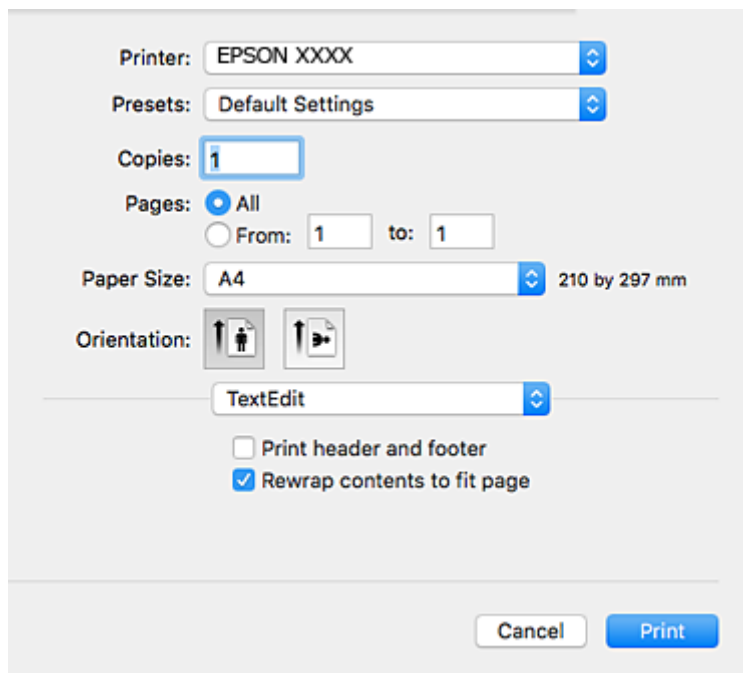 Printer: EPSON XXXX
Presets: Default Settings
Copies: 1
Pages: All
From: 1 to: 1
Paper Size: A4 210 by 297 mm
Orientation:
TextEdit
Print header and footer
Rewrap contents to fit page
Cancel Print